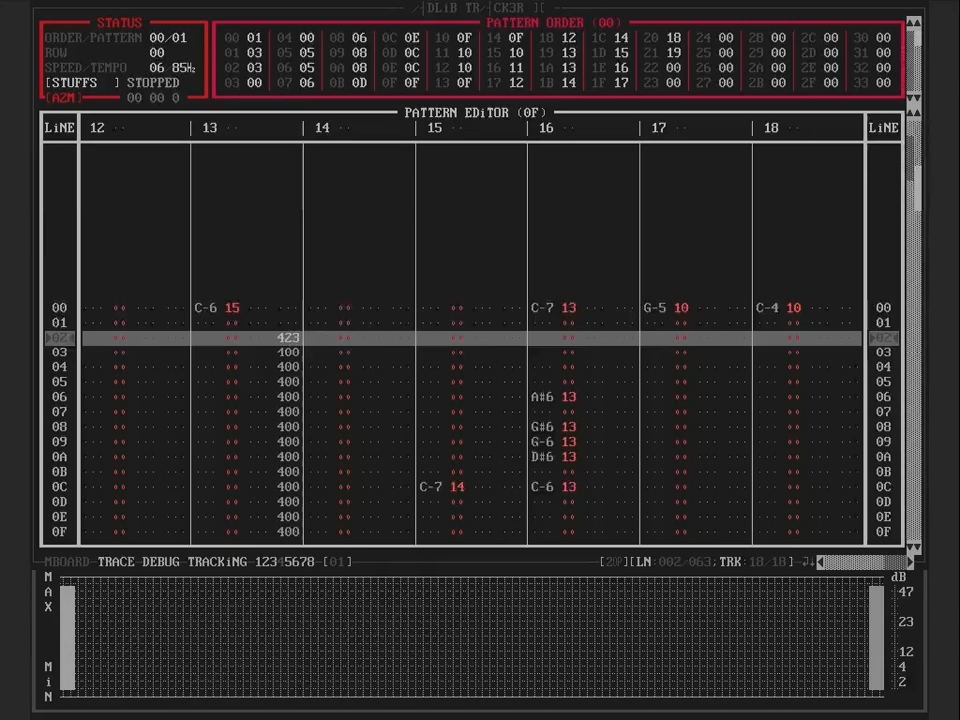 DLiB TR CK3R ][
STATUS
PATTERN ORDER (00)
ORDER/PATTERN 00/01
ROW 00
SPEED/TEMPO 06 85Hz
[STUFFS ] STOPPED
[AZM] 00 00 0
00 01 04 00 08 06 0C 0E 10 0F 14 0F 18 12 1C 14 20 18 24 00 28 00 2C 00 30 00
01 03 05 05 09 08 0D 0C 11 10 15 10 19 13 1D 15 21 19 25 00 29 00 2D 00 31 00
02 03 06 05 0A 08 0E 0C 12 10 16 11 1A 13 1E 16 22 00 26 00 2A 00 2E 00 32 00
03 00 07 06 0B 0D 0F 0F 13 0F 17 12 1B 14 1F 17 23 00 27 00 2B 00 2F 00 33 00
PATTERN EDiTOR (0F)
LiNE 12 13 14 15 16 17 18 LiNE
00 C-6 15 C-7 13 G-5 10 C-4 10 00
01 01
02 423 02
03 400 03
04 400 04
05 400 05
06 400 A#6 13 06
07 400 07
08 400 G#6 13 08
09 400 G-6 13 09
0A 400 D#6 13 0A
0B 400 0B
0C 400 C-7 14 C-6 13 0C
0D 400 0D
0E 400 0E
0F 400 0F
MBOARD TRACE DEBUG TRACKiNG 12345678 [01] [20P][LN:002/063;TRK:18/18]
M dB
A 47
X
23
12
M 4
i 2
N